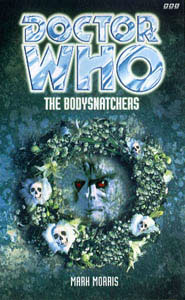 BBC
DOCTOR
WHO
THE BODYSNATCHERS
MARK MORRIS